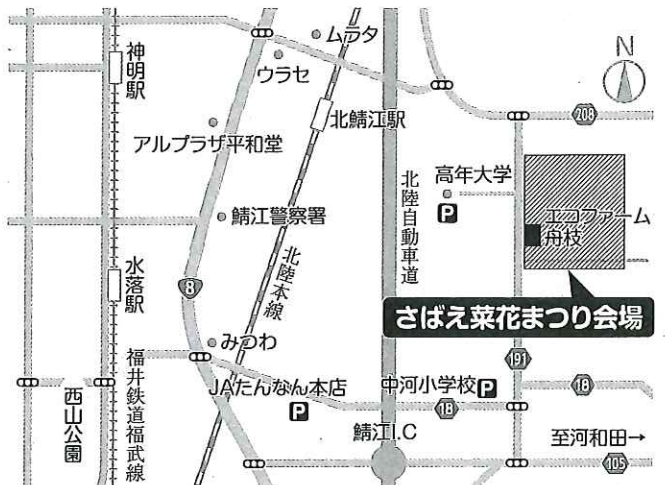 ムラタ
神明駅
ウラセ
N
北鯖江駅
208
アルプラザ平和堂
高年大学
P
北陸自動車道
エコファーム
舟枝
鯖江警察署
北陸本線
水落駅
8
さばえ菜花まつり会場
みつわ
191
福井鉄道福武線
JAたんなん本店
P
中河小学校 P
18
18
西山公園
鯖江I.C
至河和田→
105